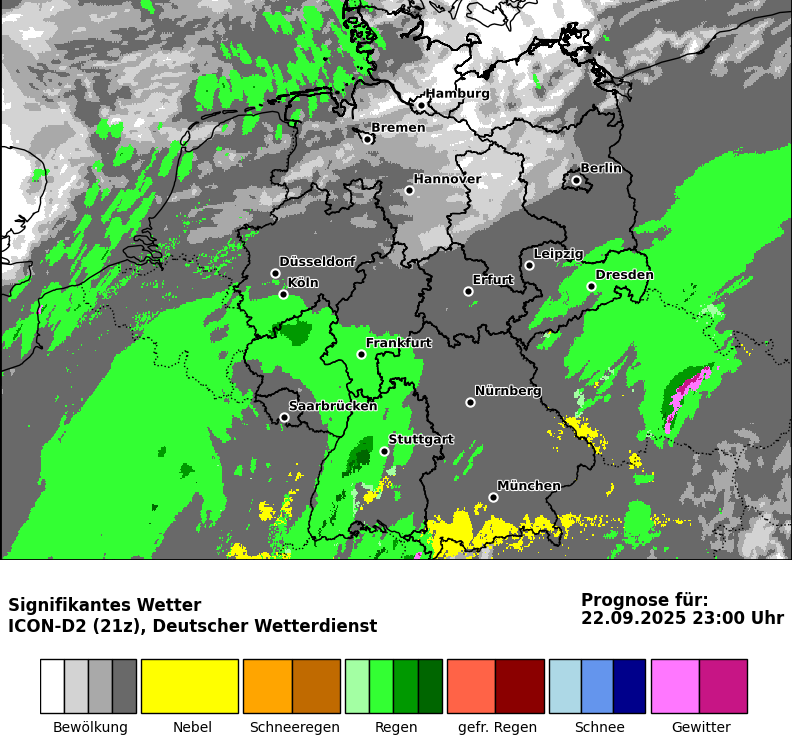 Hamburg
Bremen
Berlin
Hannover
Leipzig
Düsseldorf
Dresden
Köln
Erfurt
Frankfurt
Nürnberg
Saarbrücken
Stuttgart
München
Signifikantes Wetter
ICON-D2 (21z), Deutscher Wetterdienst
Prognose für:
22.09.2025 23:00 Uhr
Bewölkung Nebel Schneeregen Regen gefr. Regen Schnee Gewitter